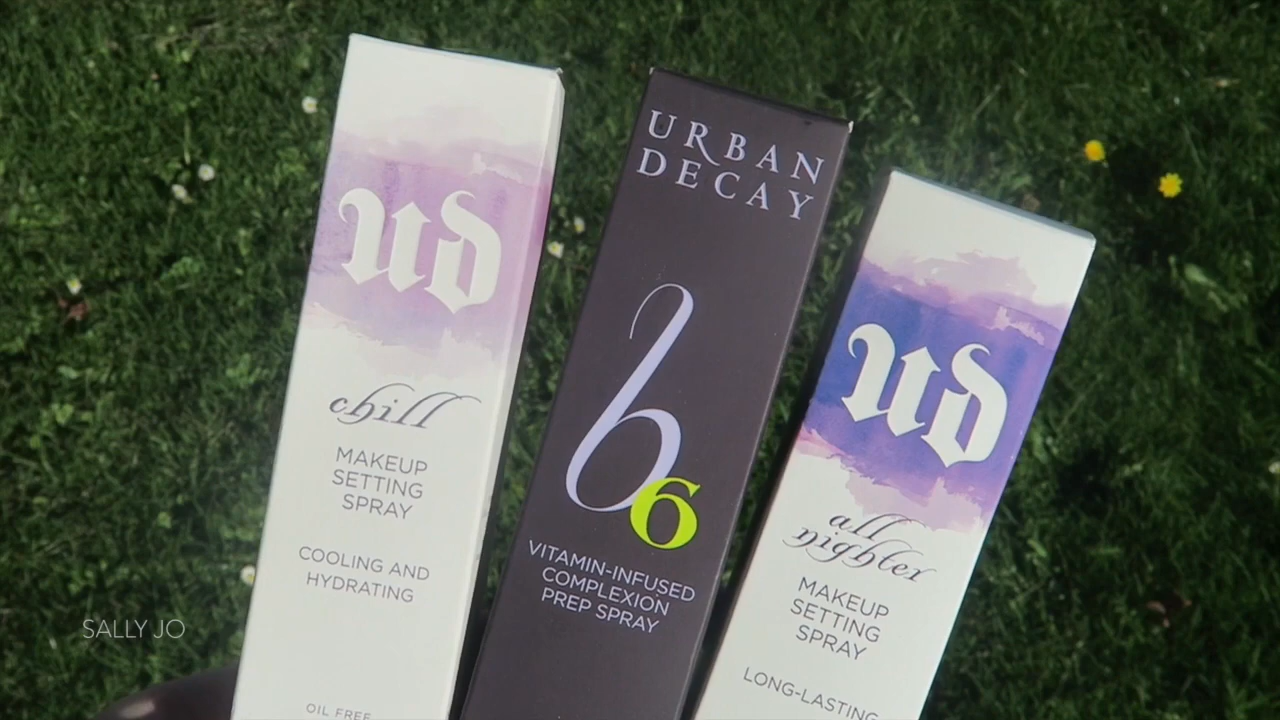 ud
chill
MAKEUP
SETTING
SPRAY
COOLING AND
HYDRATING
OIL FREE
URBAN
DECAY
b6
VITAMIN-INFUSED
COMPLEXION
PREP SPRAY
ud
all
nighter
MAKEUP
SETTING
SPRAY
LONG-LASTING
SALLY JO